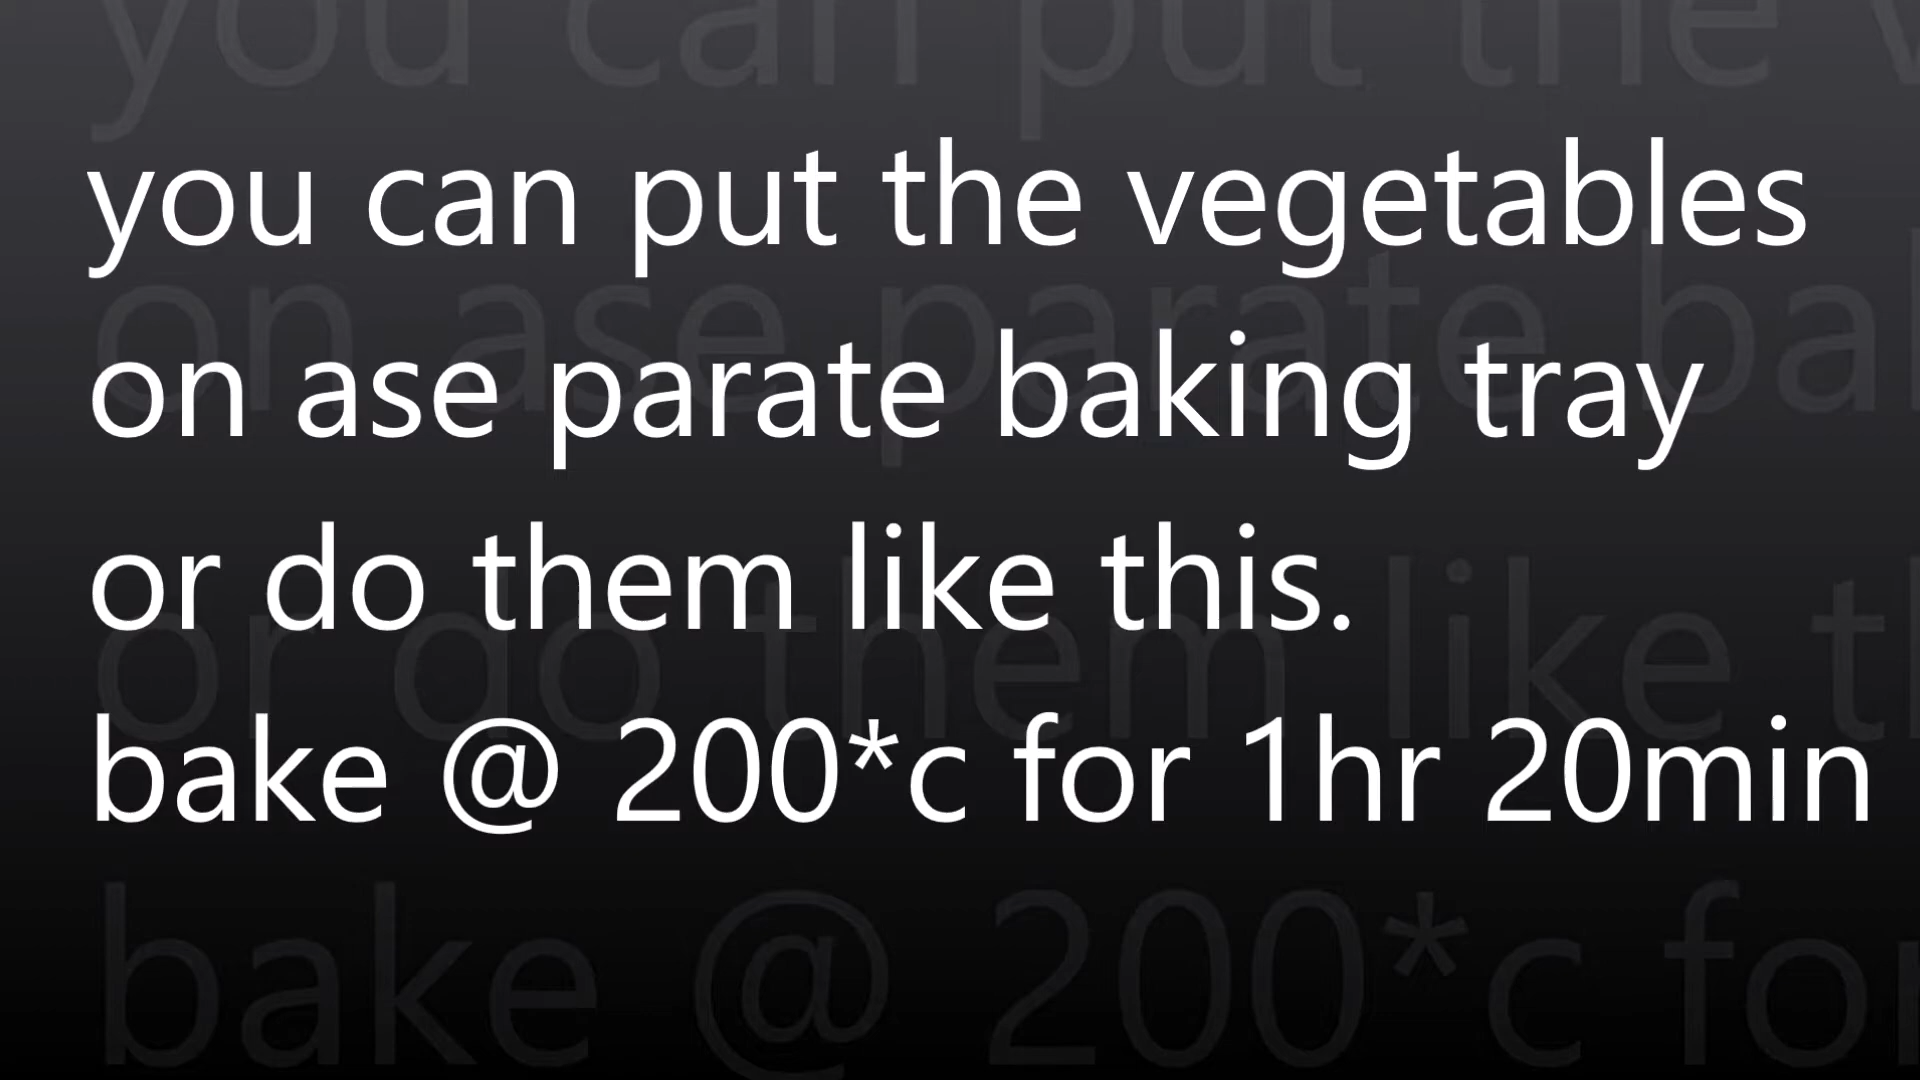 you can put the vegetables
on ase parate baking tray
or do them like this.
bake @ 200*c for 1hr 20min